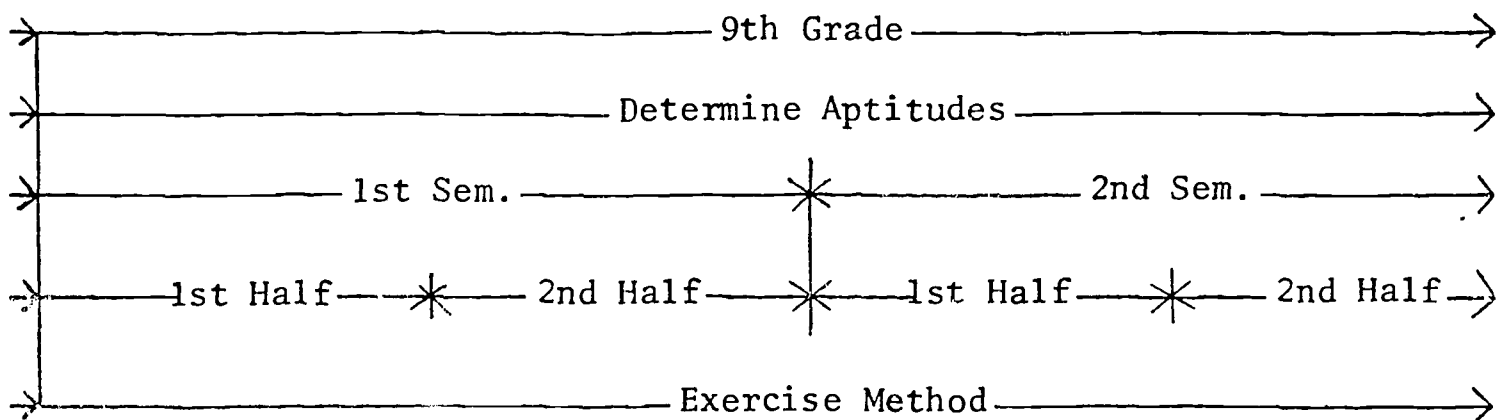 9th Grade
Determine Aptitudes
1st Sem. 2nd Sem.
1st Half 2nd Half 1st Half 2nd Half
Exercise Method